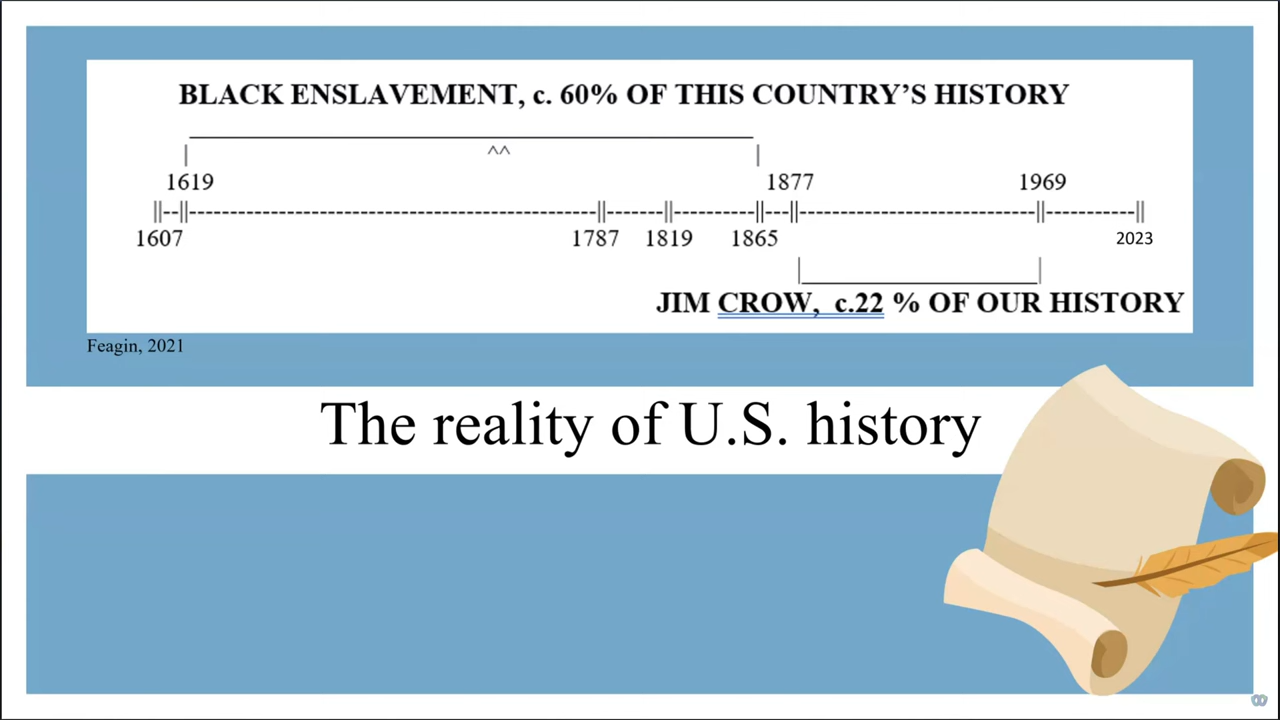 BLACK ENSLAVEMENT, c. 60% OF THIS COUNTRY’S HISTORY
^^
1619 1877 1969
||--||---------------------------------------------------||-------||----------||---||-----------------------------||-----------||
1607 1787 1819 1865 2023
JIM CROW, c.22 % OF OUR HISTORY
Feagin, 2021
The reality of U.S. history